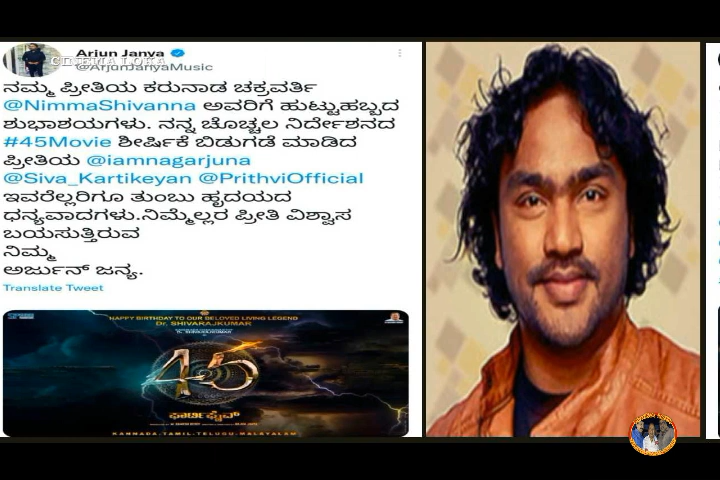 Arjun Janya
CINEMA LOKA
@ArjunJanyaMusic
ನಮ್ಮ ಪ್ರೀತಿಯ ಕರುನಾಡ ಚಕ್ರವರ್ತಿ
@NimmaShivanna ಅವರಿಗೆ ಹುಟ್ಟುಹಬ್ಬದ
ಶುಭಾಶಯಗಳು. ನನ್ನ ಚೊಚ್ಚಲ ನಿರ್ದೇಶನದ
#45Movie ಶೀರ್ಷಿಕೆ ಬಿಡುಗಡೆ ಮಾಡಿದ
ಪ್ರೀತಿಯ @iamnagarjuna
@Siva_Kartikeyan @PrithviOfficial
ಇವರೆಲ್ಲರಿಗೂ ತುಂಬು ಹೃದಯದ
ಧನ್ಯವಾದಗಳು.ನಿಮ್ಮೆಲ್ಲರ ಪ್ರೀತಿ ವಿಶ್ವಾಸ
ಬಯಸುತ್ತಿರುವ
ನಿಮ್ಮ
ಅರ್ಜುನ್ ಜನ್ಯ.
Translate Tweet
HAPPY BIRTHDAY TO OUR BELOVED LIVING LEGEND
Dr. SHIVARAJKUMAR
45
ಫಾರ್ಟಿ ಫೈವ್
KANNADA-TAMIL-TELUGU-MALAYALAM